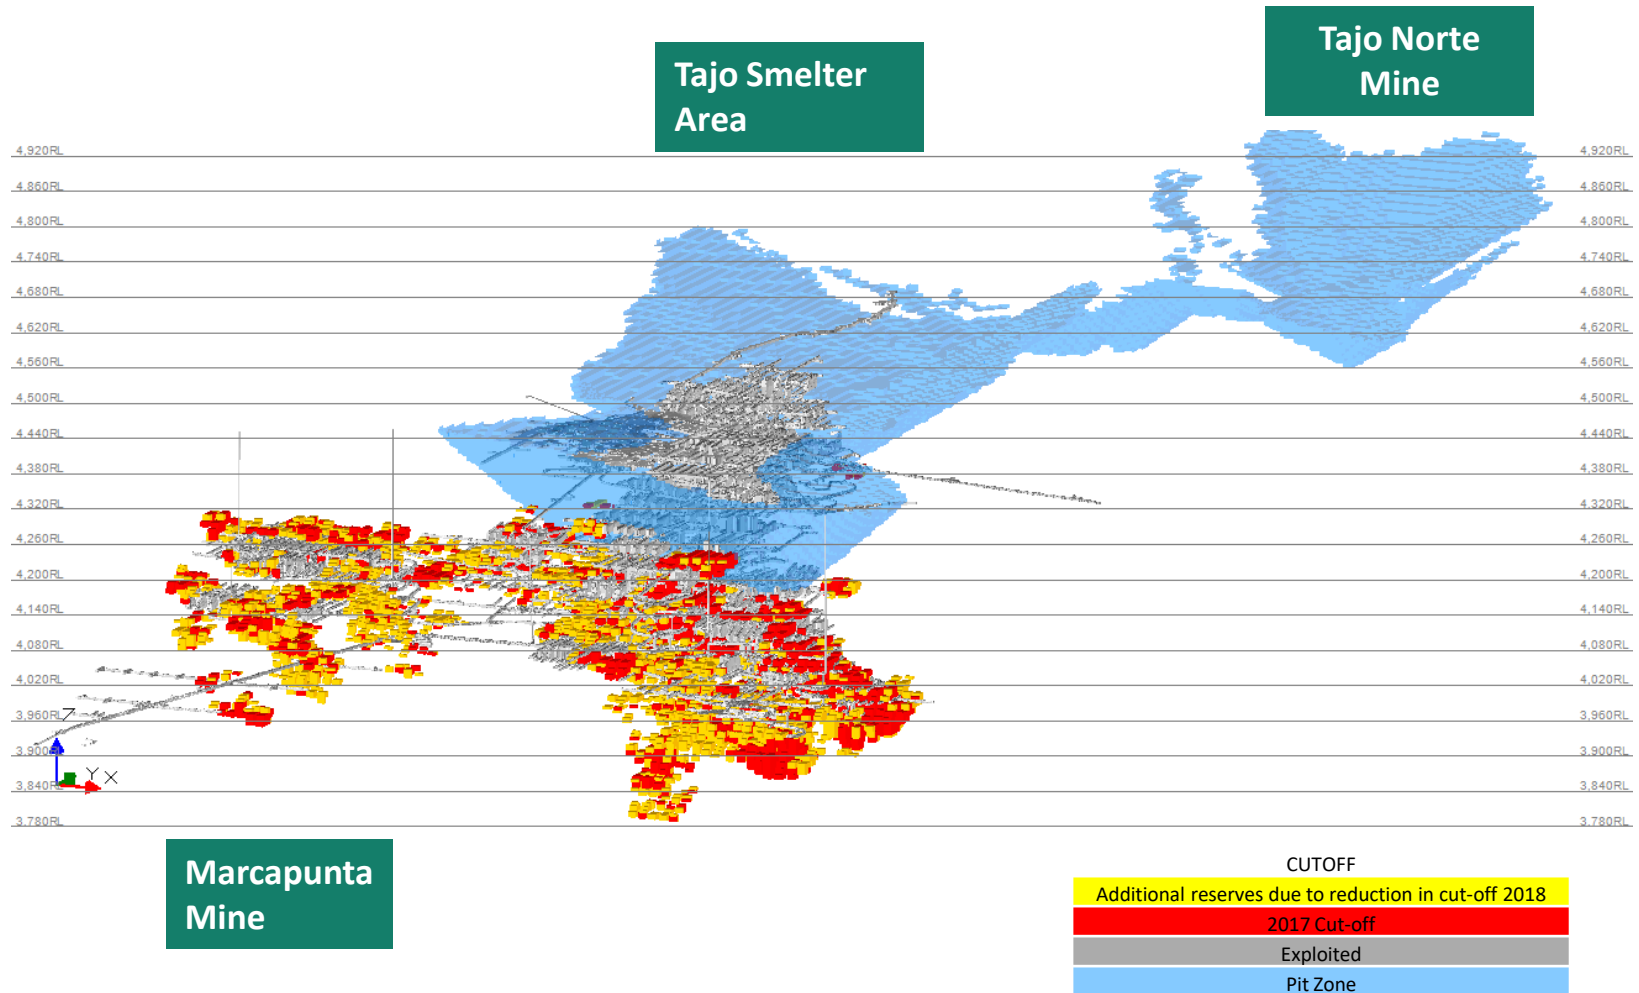 Tajo Norte
Mine
Tajo Smelter
Area
4,920RL 4,920RL
4,860RL 4,860RL
4,800RL 4,800RL
4,740RL 4,740RL
4,680RL 4,680RL
4,620RL 4,620RL
4,560RL 4,560RL
4,500RL 4,500RL
4,440RL 4,440RL
4,380RL 4,380RL
4,320RL 4,320RL
4,260RL 4,260RL
4,200RL 4,200RL
4,140RL 4,140RL
4,080RL 4,080RL
4,020RL 4,020RL
3,960RL 3,960RL
Z
3,900RL 3,900RL
Y X
3,840RL 3,840RL
3,780RL 3,780RL
Marcapunta
Mine
CUTOFF
Additional reserves due to reduction in cut-off 2018
2017 Cut-off
Exploited
Pit Zone